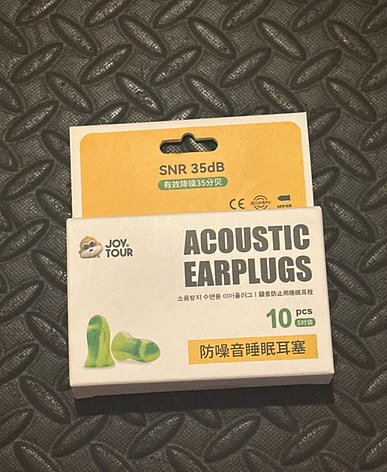 SNR 35dB
有效降噪35分贝
CE
JOY
TOUR
ACOUSTIC
EARPLUGS
소음방지 수면용 이어플러그 | 騒音防止用睡眠耳栓
10 pcs
5对装
防噪音睡眠耳塞